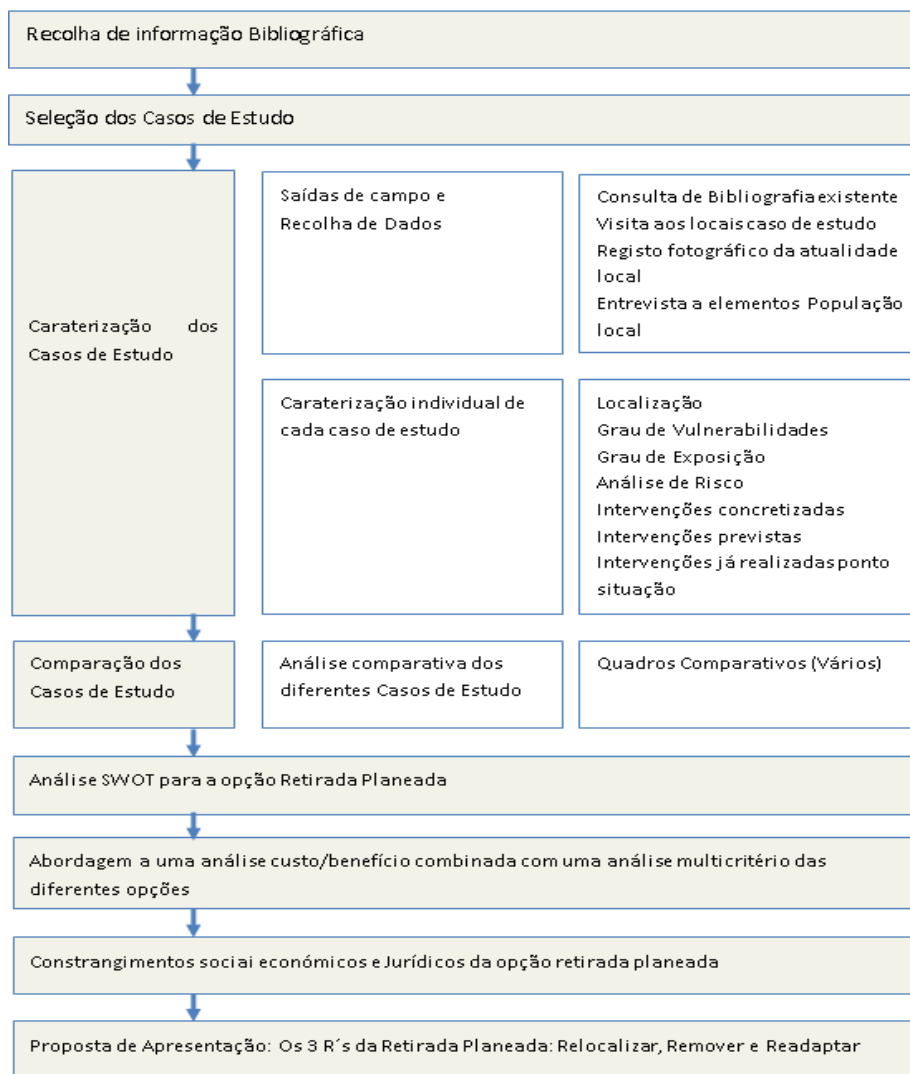 Recolha de informação Bibliográfica
Seleção dos Casos de Estudo
Caraterização dos
Casos de Estudo
Saídas de campo e
Recolha de Dados
Consulta de Bibliografia existente
Visita aos locais caso de estudo
Registo fotográfico da atualidade
local
Entrevista a elementos População
local
Caraterização individual de
cada caso de estudo
Localização
Grau de Vulnerabilidades
Grau de Exposição
Análise de Risco
Intervenções concretizadas
Intervenções previstas
Intervenções já realizadas ponto
situação
Comparação dos
Casos de Estudo
Análise comparativa dos
diferentes Casos de Estudo
Quadros Comparativos (Vários)
Análise SWOT para a opção Retirada Planeada
Abordagem a uma análise custo/benefício combinada com uma análise multicritério das
diferentes opções
Constrangimentos sociai económicos e Jurídicos da opção retirada planeada
Proposta de Apresentação: Os 3 R´s da Retirada Planeada: Relocalizar, Remover e Readaptar